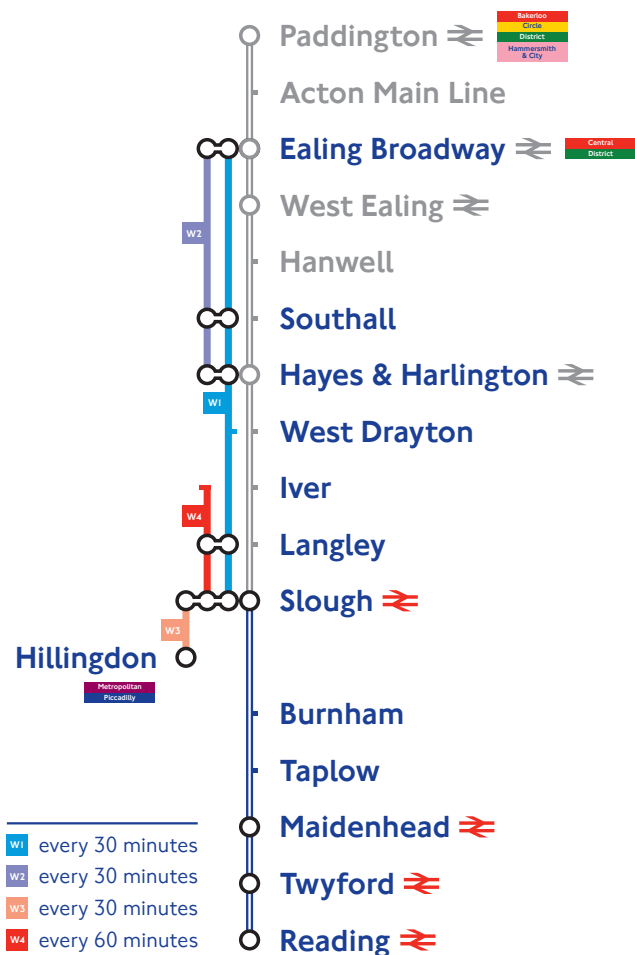 Paddington
Bakerloo
Circle
District
Hammersmith
& City
Acton Main Line
Ealing Broadway
Central
District
West Ealing
W2
Hanwell
Southall
Hayes & Harlington
W1
West Drayton
Iver
W4
Langley
Slough
W3
Hillingdon
Metropolitan
Piccadilly
Burnham
Taplow
Maidenhead
W1 every 30 minutes
W2 every 30 minutes
Twyford
W3 every 30 minutes
W4 every 60 minutes
Reading